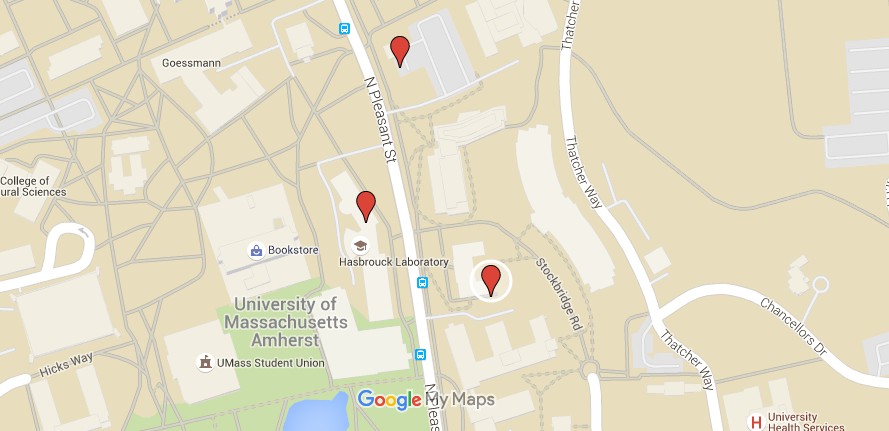 Goessmann
N Pleasant St
Thatcher
Thatcher Way
College of
ural Sciences
Bookstore
Hasbrouck Laboratory
Stockbridge Rd
University of
Massachusetts
Amherst
Chancellors Dr
Thatcher Way
Hicks Way
UMass Student Union
N Pleas
Google My Maps
H
University
Health Services